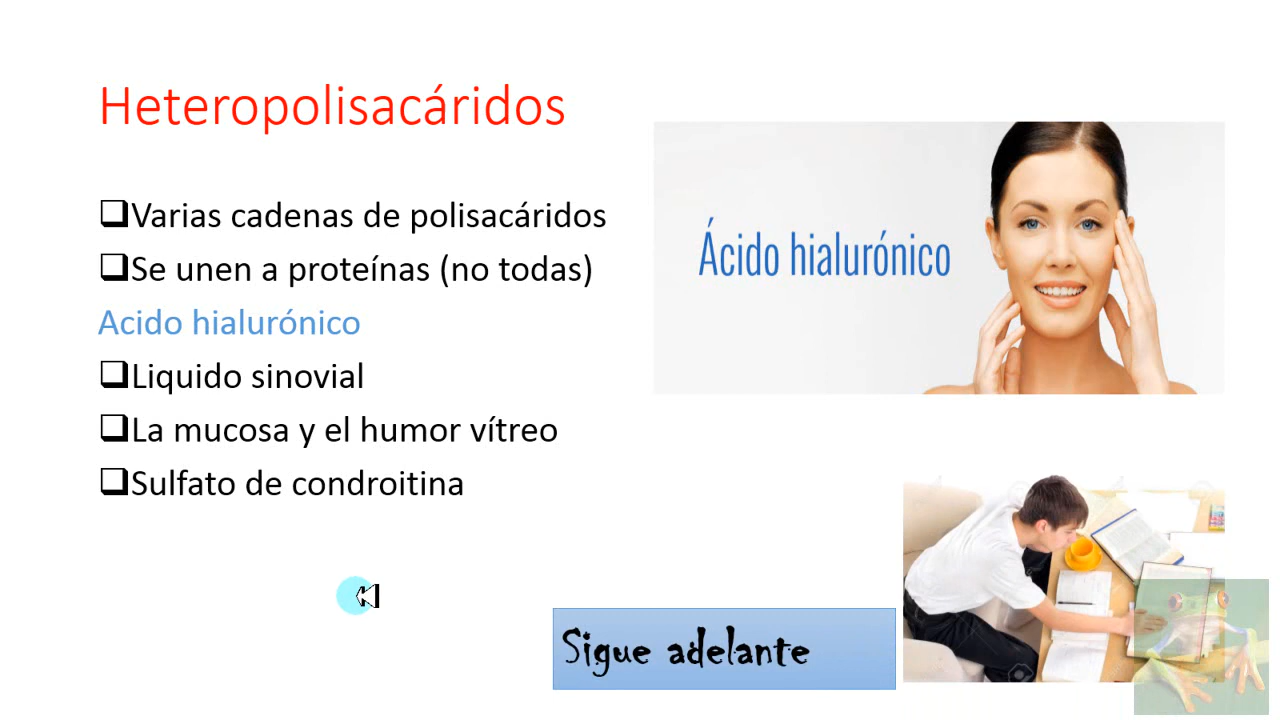 Heteropolisacáridos
Varias cadenas de polisacáridos
Se unen a proteínas (no todas)
Acido hialurónico
Liquido sinovial
La mucosa y el humor vítreo
Sulfato de condroitina
Ácido hialurónico
Sigue adelante